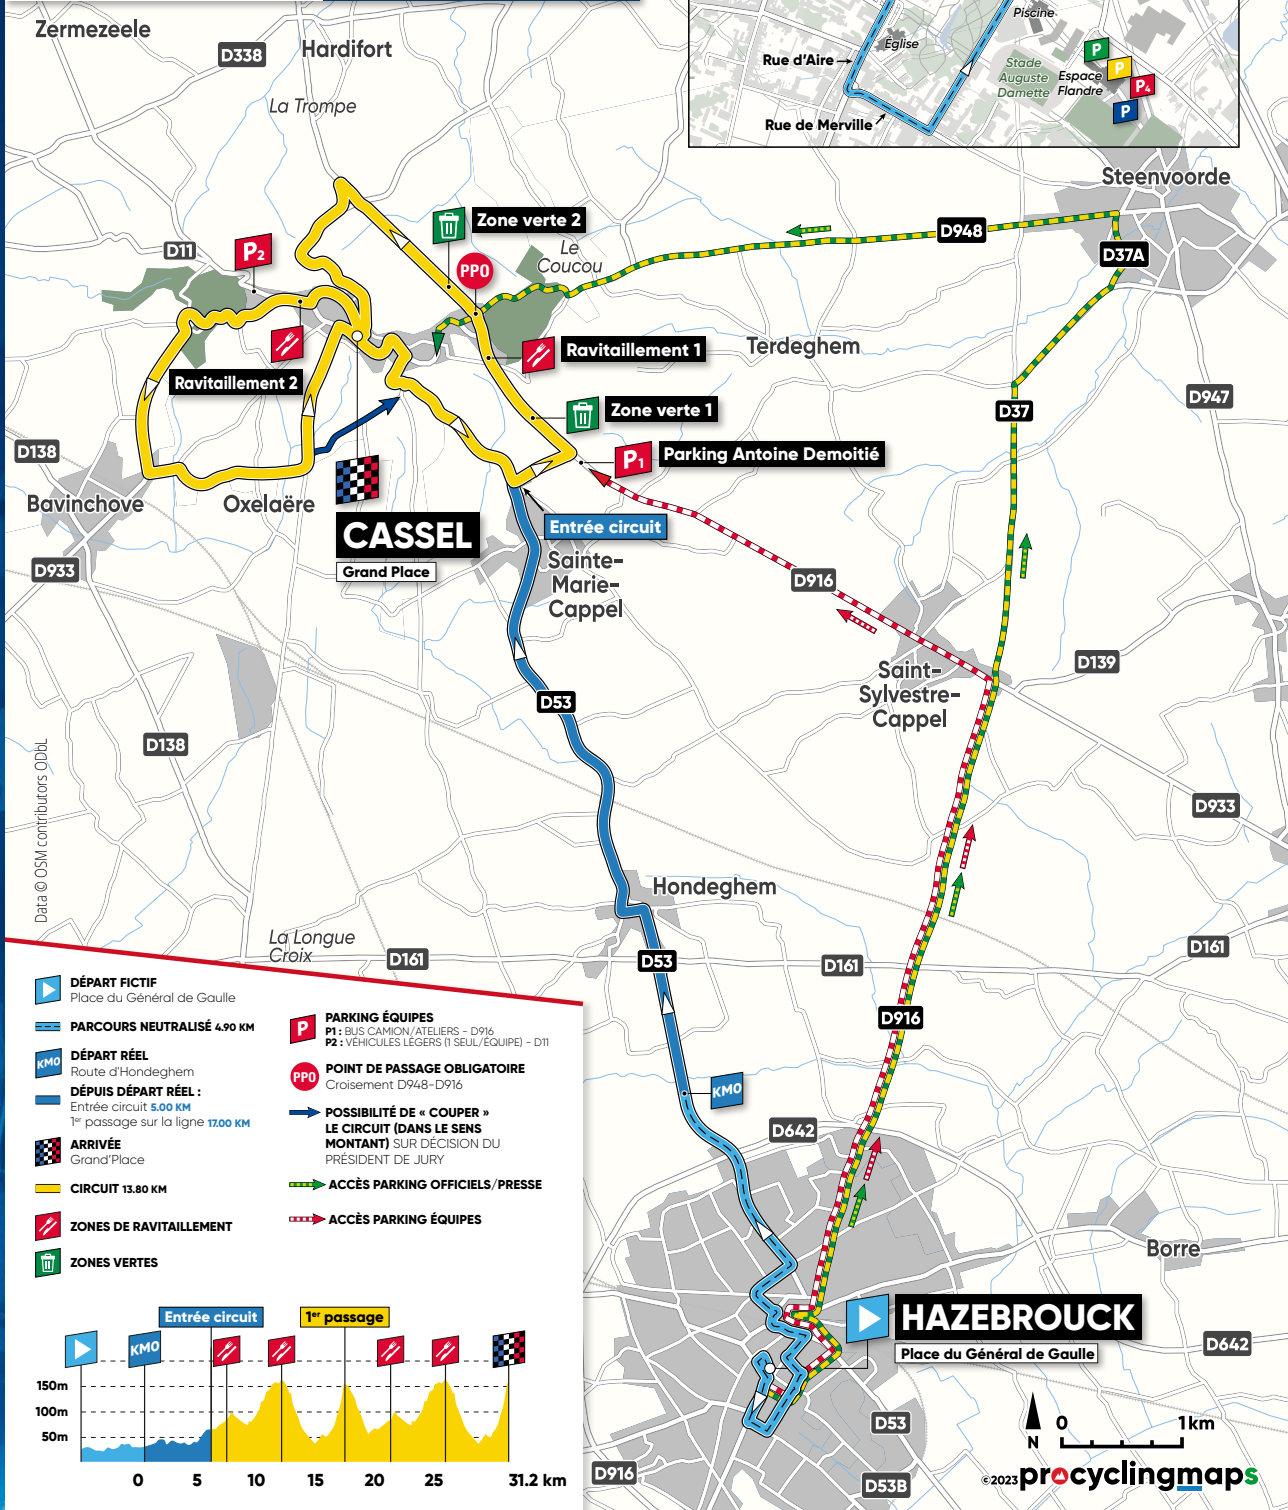 Zermezeele
D338
Hardifort
La Trompe
Piscine
Église
Rue d'Aire
Stade
Auguste
Damette
Espace
Flandre
P
P
P4
P
Rue de Merville
Steenvoorde
D11
P2
Zone verte 2
PPO
Le
Coucou
D948
D37A
Ravitaillement 1
Terdeghem
Ravitaillement 2
Zone verte 1
D37
D947
D138
P1
Parking Antoine Demoitié
Bavinchove
Oxelaëre
CASSEL
Grand Place
Entrée circuit
D933
Sainte-
Marie-
Cappel
D916
Saint-
Sylvestre-
Cappel
D139
D53
D138
D933
Data © OSM contributors ODbL
Hondeghem
La Longue
Croix
D161
D53
D161
D161
D916
KM0
D642
Borre
HAZEBROUCK
Place du Général de Gaulle
D642
D53
D916
D53B
N
0
1 km
©2023 procyclingmaps
DÉPART FICTIF
Place du Général de Gaulle
PARCOURS NEUTRALISÉ 4.90 KM
KM0
DÉPART RÉEL
Route d'Hondeghem
DÉPUIS DÉPART RÉEL :
Entrée circuit 5.00 KM
1er passage sur la ligne 17.00 KM
ARRIVÉE
Grand'Place
CIRCUIT 13.80 KM
ZONES DE RAVITAILLEMENT
ZONES VERTES
P
PARKING ÉQUIPES
P1 : BUS CAMION/ATELIERS - D916
P2 : VÉHICULES LÉGERS (1 SEUL/ÉQUIPE) - D11
PPO
POINT DE PASSAGE OBLIGATOIRE
Croisement D948-D916
POSSIBILITÉ DE « COUPER »
LE CIRCUIT (DANS LE SENS
MONTANT) SUR DÉCISION DU
PRÉSIDENT DE JURY
ACCÈS PARKING OFFICIELS/PRESSE
ACCÈS PARKING ÉQUIPES
Entrée circuit
1er passage
KM0
150m
100m
50m
0
5
10
15
20
25
31.2 km